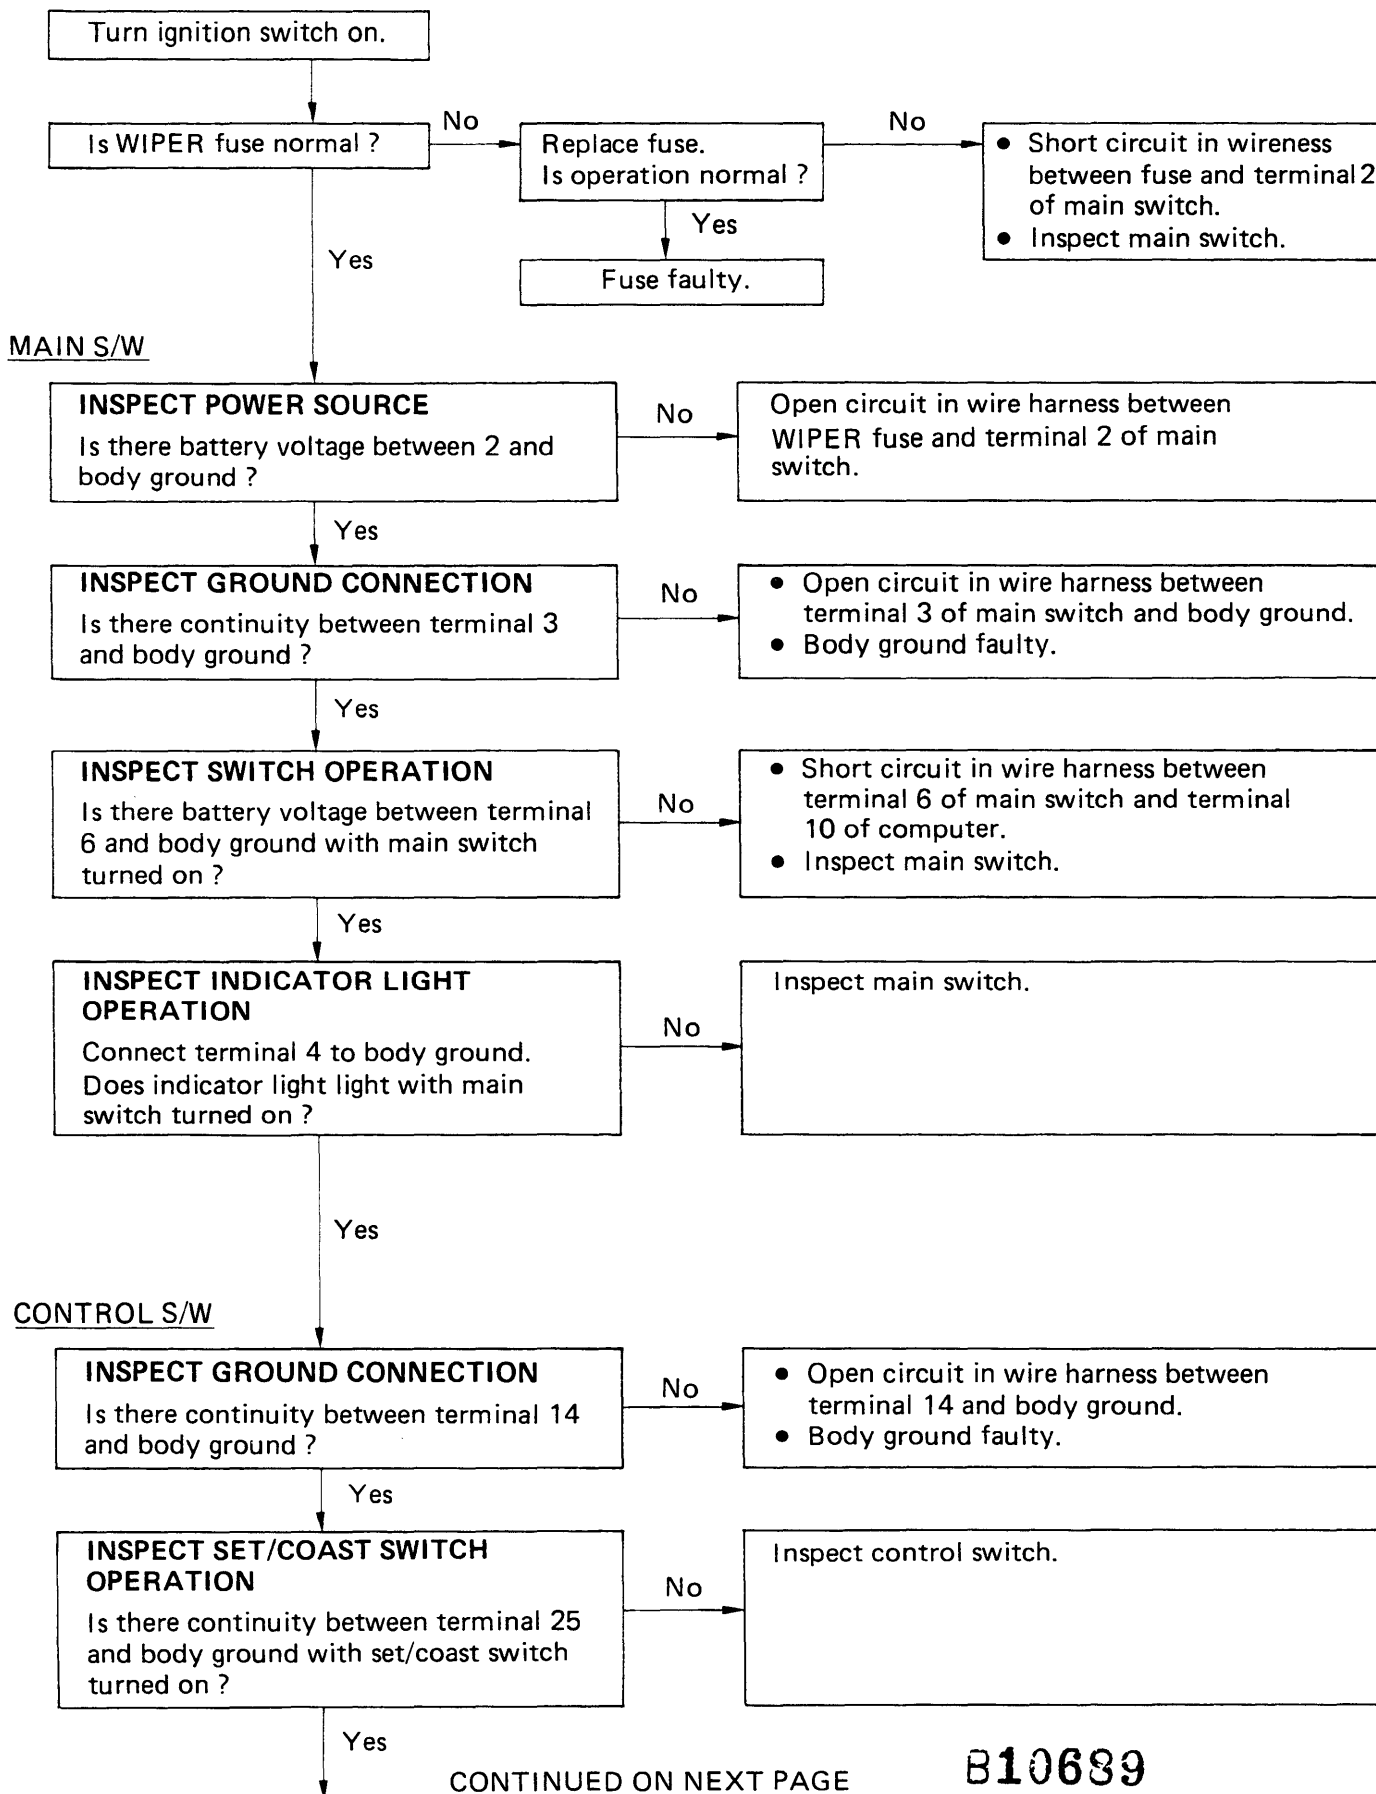 Turn ignition switch on.
Is WIPER fuse normal ?
No
Replace fuse.
Is operation normal ?
No
● Short circuit in wireness
between fuse and terminal 2
of main switch.
● Inspect main switch.
Yes
Fuse faulty.
Yes
MAIN S/W
INSPECT POWER SOURCE
Is there battery voltage between 2 and
body ground ?
No
Open circuit in wire harness between
WIPER fuse and terminal 2 of main
switch.
Yes
INSPECT GROUND CONNECTION
Is there continuity between terminal 3
and body ground ?
No
● Open circuit in wire harness between
terminal 3 of main switch and body ground.
● Body ground faulty.
Yes
INSPECT SWITCH OPERATION
Is there battery voltage between terminal
6 and body ground with main switch
turned on ?
No
● Short circuit in wire harness between
terminal 6 of main switch and terminal
10 of computer.
● Inspect main switch.
Yes
INSPECT INDICATOR LIGHT
OPERATION
Connect terminal 4 to body ground.
Does indicator light light with main
switch turned on ?
No
Inspect main switch.
Yes
CONTROL S/W
INSPECT GROUND CONNECTION
Is there continuity between terminal 14
and body ground ?
No
● Open circuit in wire harness between
terminal 14 and body ground.
● Body ground faulty.
Yes
INSPECT SET/COAST SWITCH
OPERATION
Is there continuity between terminal 25
and body ground with set/coast switch
turned on ?
No
Inspect control switch.
Yes
CONTINUED ON NEXT PAGE
B10689